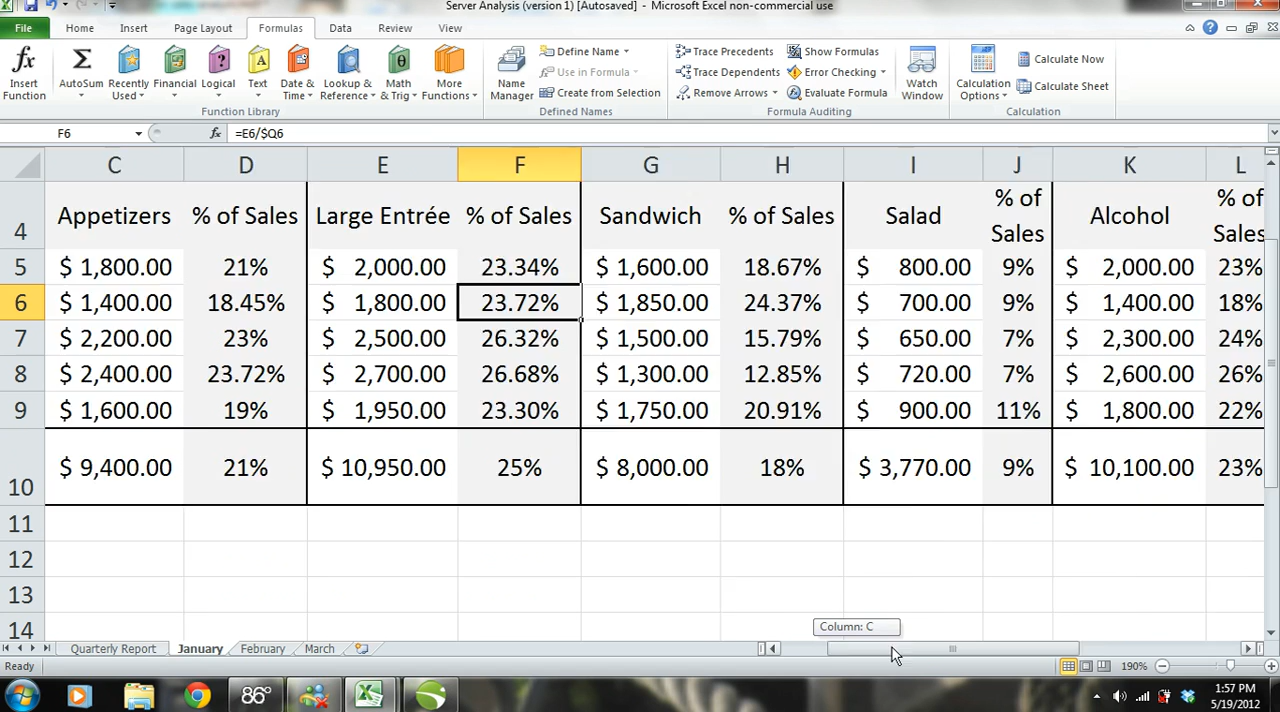 Server Analysis (version 1) [Autosaved] - Microsoft Excel non-commercial use
File Home Insert Page Layout Formulas Data Review View
Insert Function AutoSum Recently Used Financial Logical Text Date & Time Lookup & Reference Math & Trig More Functions Name Manager Define Name Use in Formula Create from Selection Trace Precedents Trace Dependents Remove Arrows Show Formulas Error Checking Evaluate Formula Watch Window Calculation Options Calculate Now Calculate Sheet
Function Library Defined Names Formula Auditing Calculation
F6 fx =E6/$Q6
C D E F G H I J K L
4 Appetizers % of Sales Large Entrée % of Sales Sandwich % of Sales Salad % of Sales Alcohol % of Sales
5 $ 1,800.00 21% $ 2,000.00 23.34% $ 1,600.00 18.67% $ 800.00 9% $ 2,000.00 23%
6 $ 1,400.00 18.45% $ 1,800.00 23.72% $ 1,850.00 24.37% $ 700.00 9% $ 1,400.00 18%
7 $ 2,200.00 23% $ 2,500.00 26.32% $ 1,500.00 15.79% $ 650.00 7% $ 2,300.00 24%
8 $ 2,400.00 23.72% $ 2,700.00 26.68% $ 1,300.00 12.85% $ 720.00 7% $ 2,600.00 26%
9 $ 1,600.00 19% $ 1,950.00 23.30% $ 1,750.00 20.91% $ 900.00 11% $ 1,800.00 22%
10 $ 9,400.00 21% $ 10,950.00 25% $ 8,000.00 18% $ 3,770.00 9% $ 10,100.00 23%
11
12
13
14
Column: C
Quarterly Report January February March
Ready 190%
86° 1:57 PM
5/19/2012